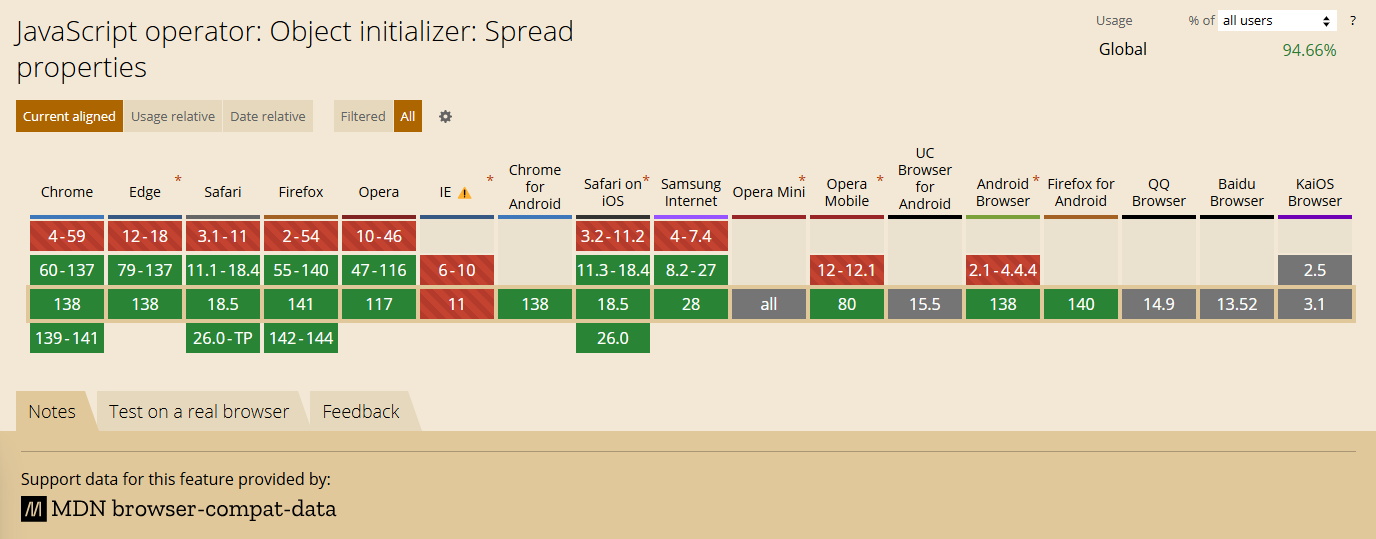 JavaScript operator: Object initializer: Spread
properties
Usage % of all users ?
Global 94.66%
Current aligned Usage relative Date relative Filtered All
Chrome Edge * Safari Firefox Opera IE * Chrome for Android Safari on iOS * Samsung Internet Opera Mini * Opera Mobile * UC Browser for Android Android Browser * Firefox for Android QQ Browser Baidu Browser KaiOS Browser
4-59 12-18 3.1-11 2-54 10-46 3.2-11.2 4-7.4
60-137 79-137 11.1-18.4 55-140 47-116 6-10 11.3-18.4 8.2-27 12-12.1 2.1-4.4.4 2.5
138 138 18.5 141 117 11 138 18.5 28 all 80 15.5 138 140 14.9 13.52 3.1
139-141 26.0-TP 142-144 26.0
Notes Test on a real browser Feedback
Support data for this feature provided by:
MDN browser-compat-data